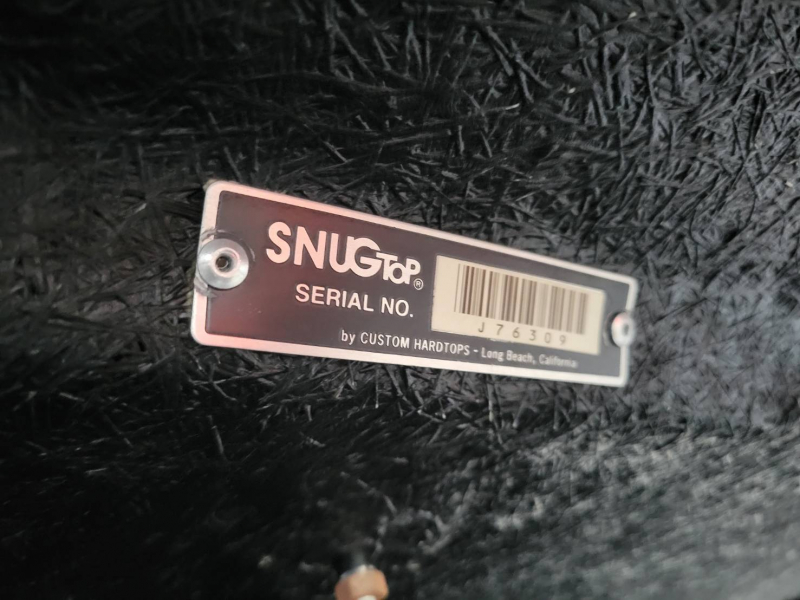 SNUGTOP®
SERIAL NO.
J76309
by CUSTOM HARDTOPS - Long Beach, California